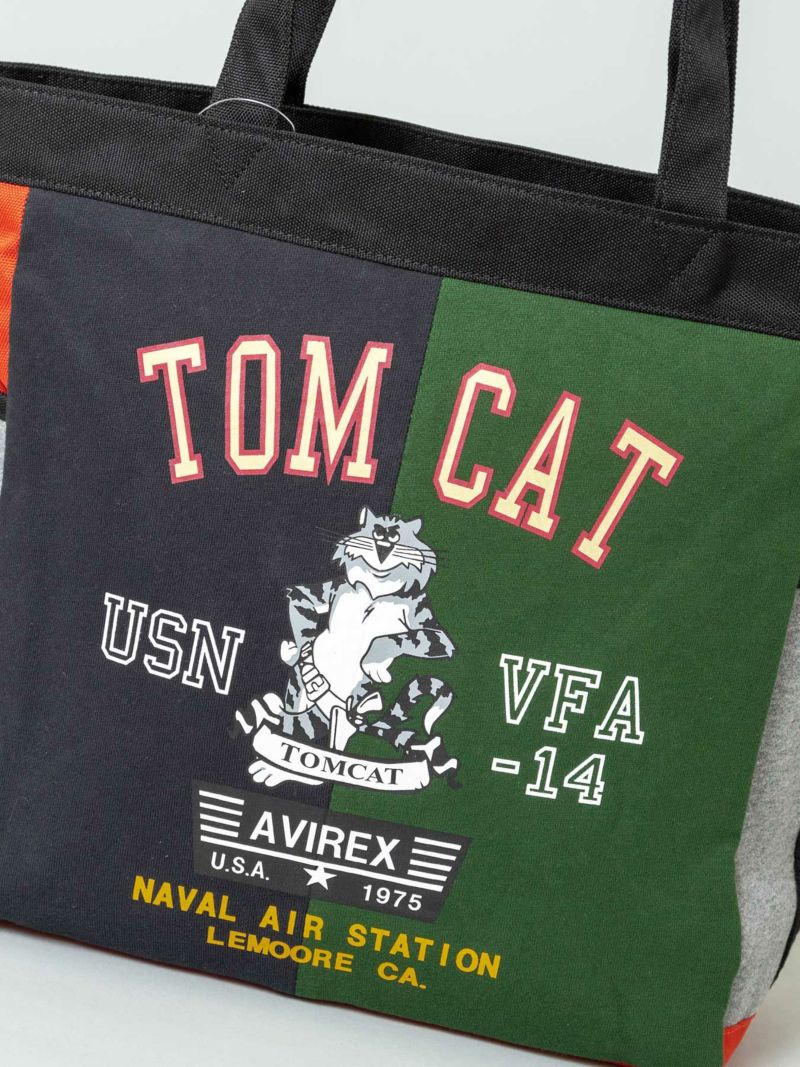 TOM CAT
USN
VFA
-14
TOMCAT
AVIREX
U.S.A. 1975
NAVAL AIR STATION
LEMOORE CA.